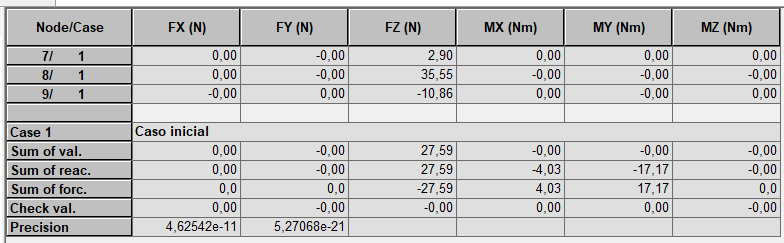 Node/Case FX (N) FY (N) FZ (N) MX (Nm) MY (Nm) MZ (Nm)
7/ 1 0,00 -0,00 2,90 0,00 0,00 0,00
8/ 1 0,00 -0,00 35,55 -0,00 -0,00 -0,00
9/ 1 -0,00 0,00 -10,86 0,00 -0,00 0,00
Case 1 Caso inicial
Sum of val. 0,00 -0,00 27,59 -0,00 -0,00 -0,00
Sum of reac. 0,00 -0,00 27,59 -4,03 -17,17 -0,00
Sum of forc. 0,0 0,0 -27,59 4,03 17,17 0,0
Check val. 0,00 -0,00 -0,00 0,00 0,00 -0,00
Precision 4,62542e-11 5,27068e-21